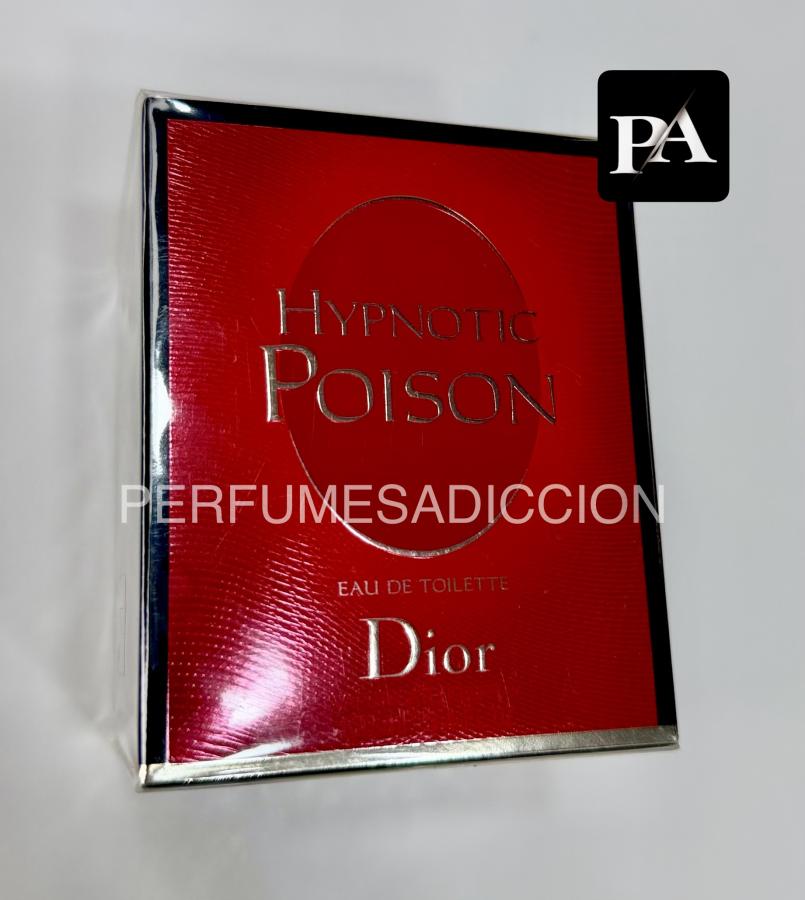 PA
HYPNOTIC
POISON
PERFUMESADICCION
EAU DE TOILETTE
Dior